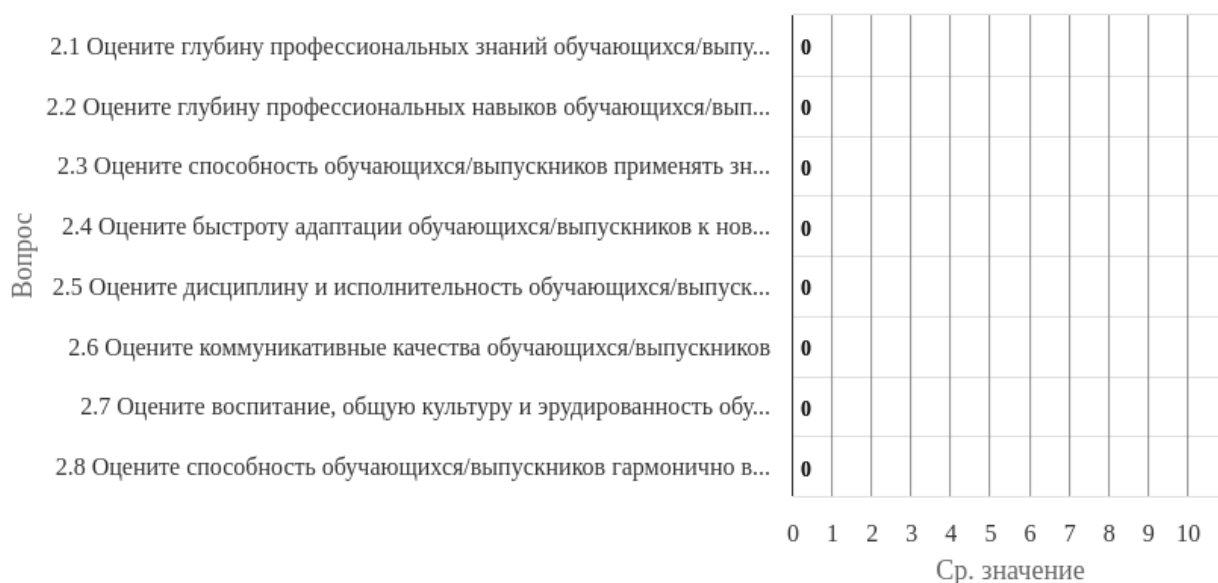 2.1 Оцените глубину профессиональных знаний обучающихся/выпу... 0
2.2 Оцените глубину профессиональных навыков обучающихся/вып... 0
2.3 Оцените способность обучающихся/выпускников применять зн... 0
2.4 Оцените быстроту адаптации обучающихся/выпускников к нов... 0
Вопрос
2.5 Оцените дисциплину и исполнительность обучающихся/выпуск... 0
2.6 Оцените коммуникативные качества обучающихся/выпускников 0
2.7 Оцените воспитание, общую культуру и эрудированность обу... 0
2.8 Оцените способность обучающихся/выпускников гармонично в... 0
0 1 2 3 4 5 6 7 8 9 10
Ср. значение